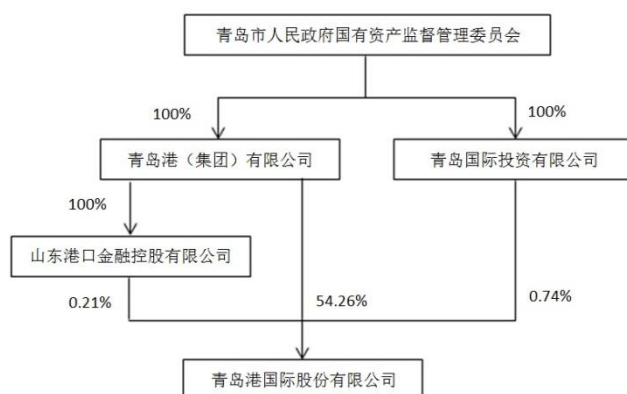 青岛市人民政府国有资产监督管理委员会
100%
100%
青岛港（集团）有限公司
青岛国际投资有限公司
100%
山东港口金融控股有限公司
0.21%
54.26%
0.74%
青岛港国际股份有限公司